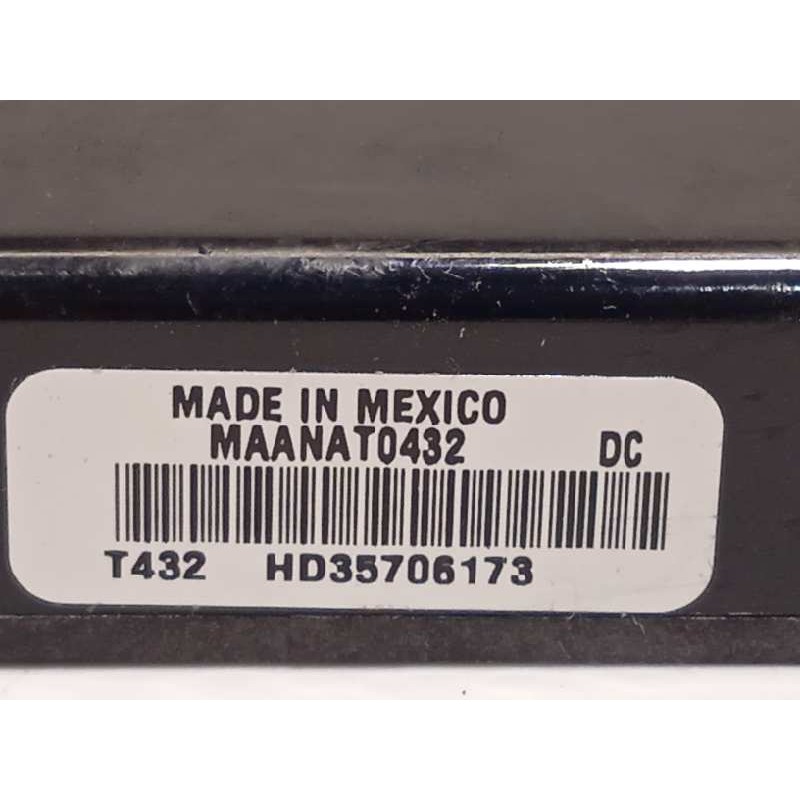 MADE IN MEXICO
MAANAT0432 DC
T432 HD35706173